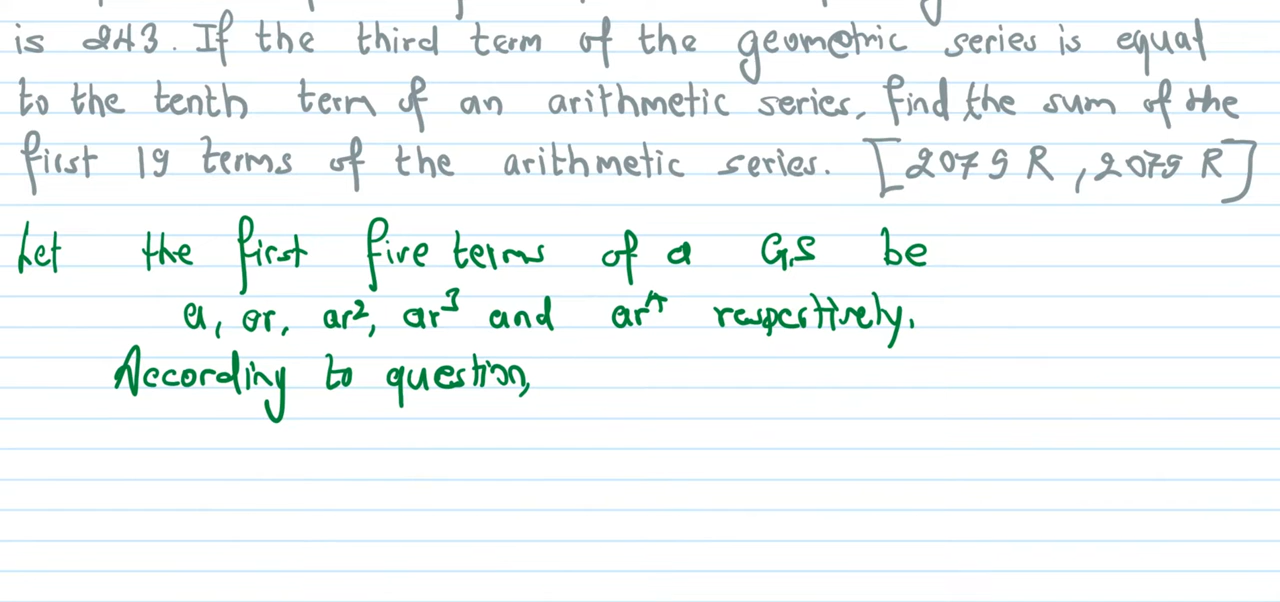 is 243. If the third term of the geometric series is equal
to the tenth term of an arithmetic series, find the sum of the
first 19 terms of the arithmetic series. [2079 R, 2075 R]
Let the first five terms of a G.S be
a, ar, ar², ar³ and ar⁴ respectively.
According to question,